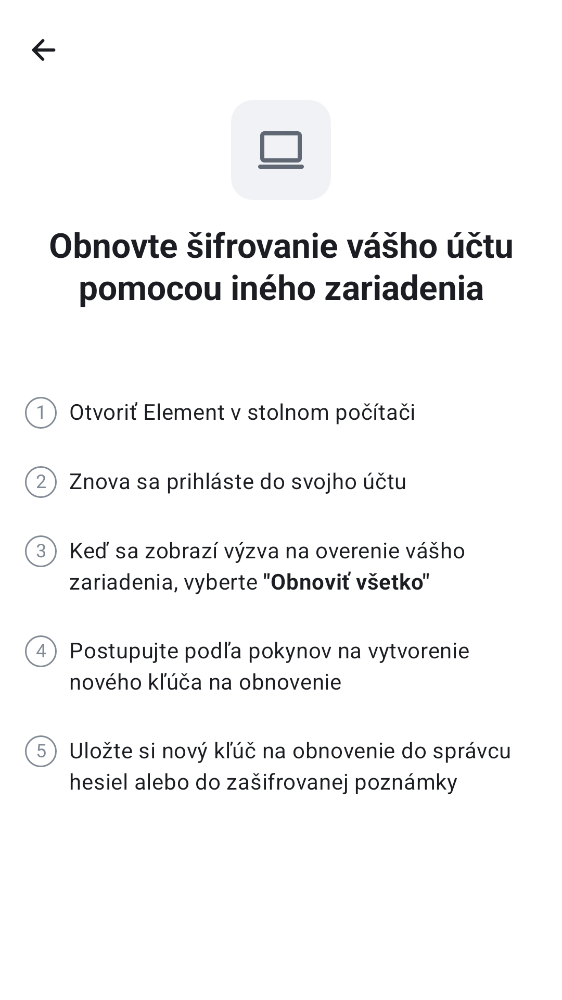 Obnovte šifrovanie vášho účtu
pomocou iného zariadenia
1 Otvoriť Element v stolnom počítači
2 Znova sa prihláste do svojho účtu
3 Keď sa zobrazí výzva na overenie vášho
zariadenia, vyberte "Obnoviť všetko"
4 Postupujte podľa pokynov na vytvorenie
nového kľúča na obnovenie
5 Uložte si nový kľúč na obnovenie do správcu
hesiel alebo do zašifrovanej poznámky